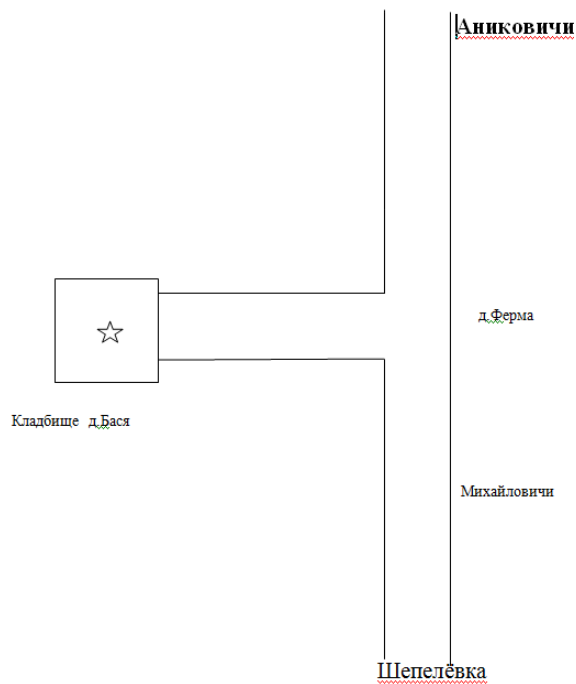 Аниковичи
д.Ферма
Кладбище д.Бася
Михайловичи
Шепелёвка